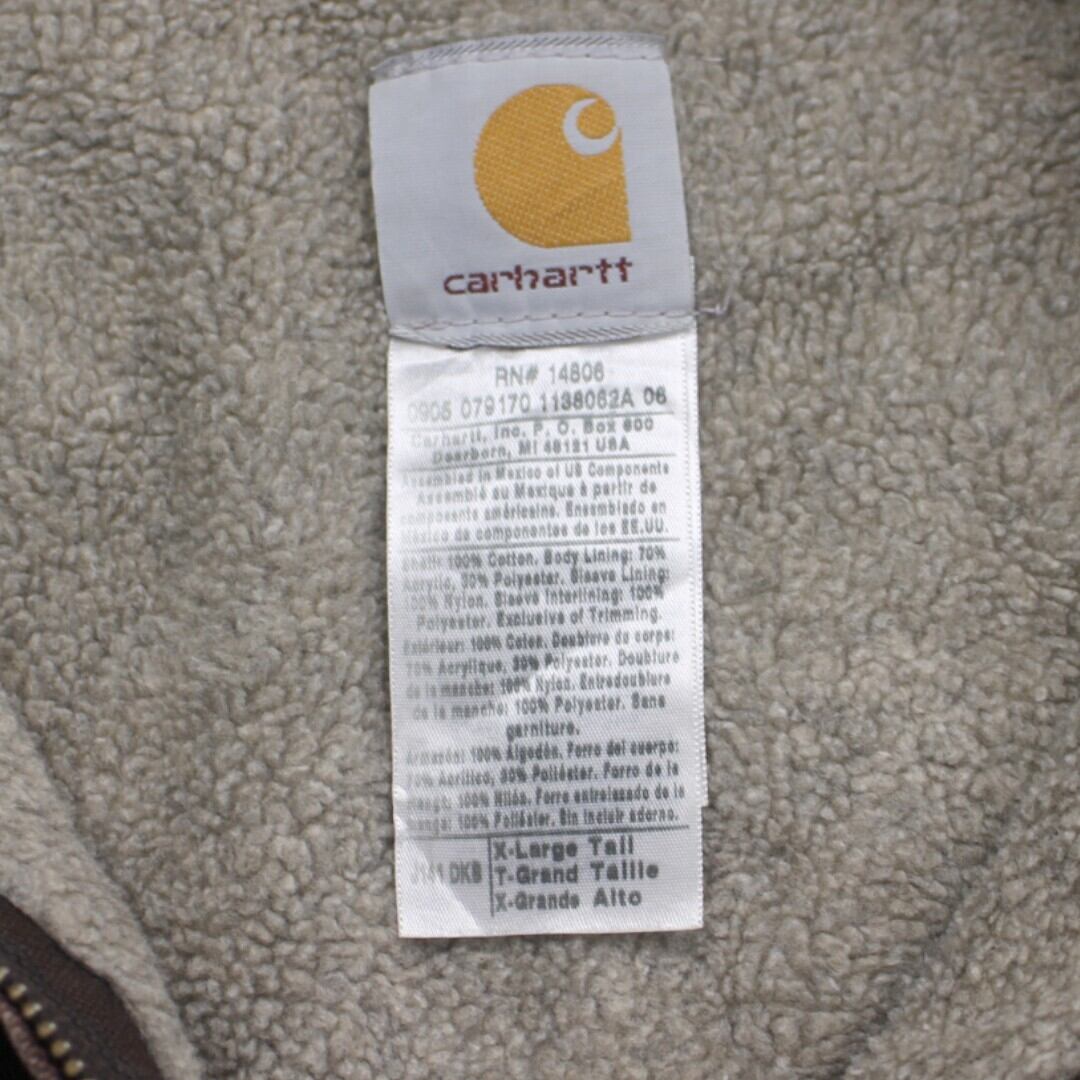 carhartt
RN# 14806
0905 079170 1138062A 06
Carhartt, Inc. P. O. Box 600
Dearborn, MI 48121 USA
Assembled in Mexico of US Components
Assemblé au Mexique à partir de
composants américains. Ensamblado en
México de componentes de los EE.UU.
Shell: 100% Cotton. Body Lining: 70%
Acrylic, 30% Polyester. Sleeve Lining:
100% Nylon. Sleeve Interlining: 100%
Polyester. Exclusive of Trimming.
Extérieur: 100% Coton. Doublure du corps:
70% Acrylique, 30% Polyester. Doublure
de la manche: 100% Nylon. Entredoublure
de la manche: 100% Polyester. Sans
garniture.
Armazón: 100% Algodón. Forro del cuerpo:
70% Acrílico, 30% Poliéster. Forro de la
manga: 100% Nilón. Forro entrelazado de la
manga: 100% Poliéster. Sin incluir adorno.
J141 DKB
X-Large Tall
T-Grand Taille
X-Grande Alto